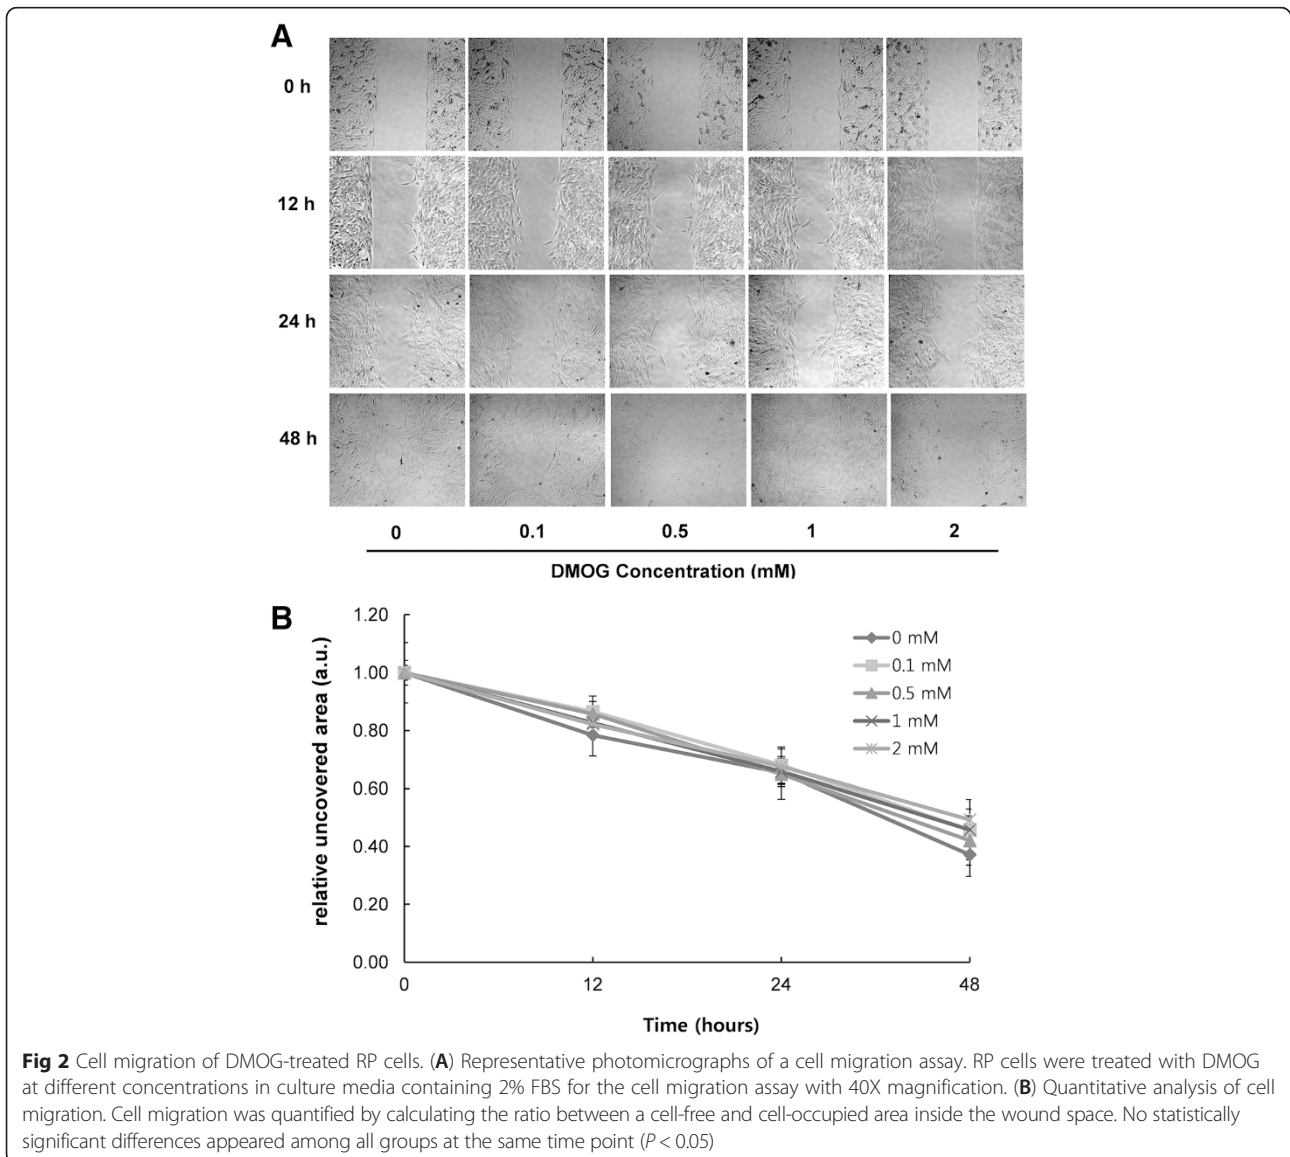 A
0 h
12 h
24 h
48 h
0 0.1 0.5 1 2
DMOG Concentration (mM)
B
relative uncovered area (a.u.)
1.20
1.00
0.80
0.60
0.40
0.20
0.00
0 mM
0.1 mM
0.5 mM
1 mM
2 mM
0 12 24 48
Time (hours)
Fig 2 Cell migration of DMOG-treated RP cells. (A) Representative photomicrographs of a cell migration assay. RP cells were treated with DMOG
at different concentrations in culture media containing 2% FBS for the cell migration assay with 40X magnification. (B) Quantitative analysis of cell
migration. Cell migration was quantified by calculating the ratio between a cell-free and cell-occupied area inside the wound space. No statistically
significant differences appeared among all groups at the same time point (P < 0.05)